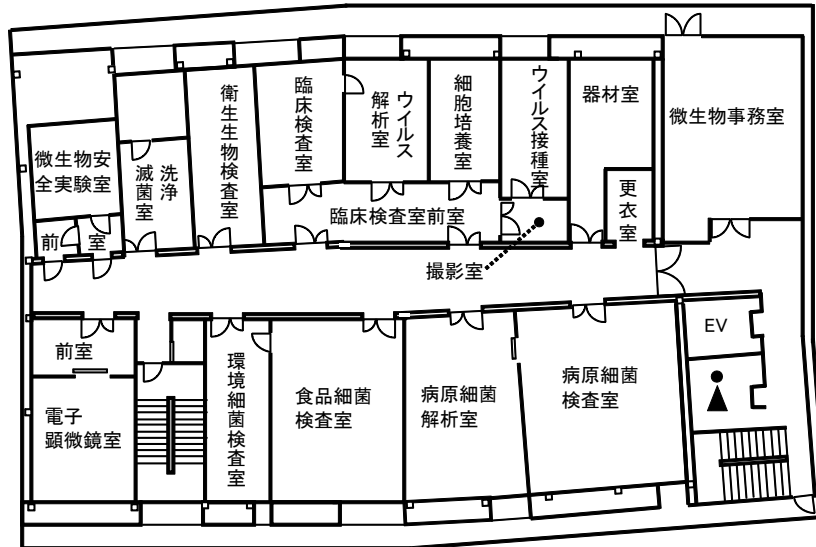 微生物安
全実験室
前
室
洗浄
滅菌室
衛生生物検査室
臨床検査室
ウイルス
解析室
細胞培養室
ウイルス接種室
器材室
更衣室
微生物事務室
臨床検査室前室
撮影室
前室
電子
顕微鏡室
環境細菌検査室
食品細菌
検査室
病原細菌
解析室
病原細菌
検査室
EV